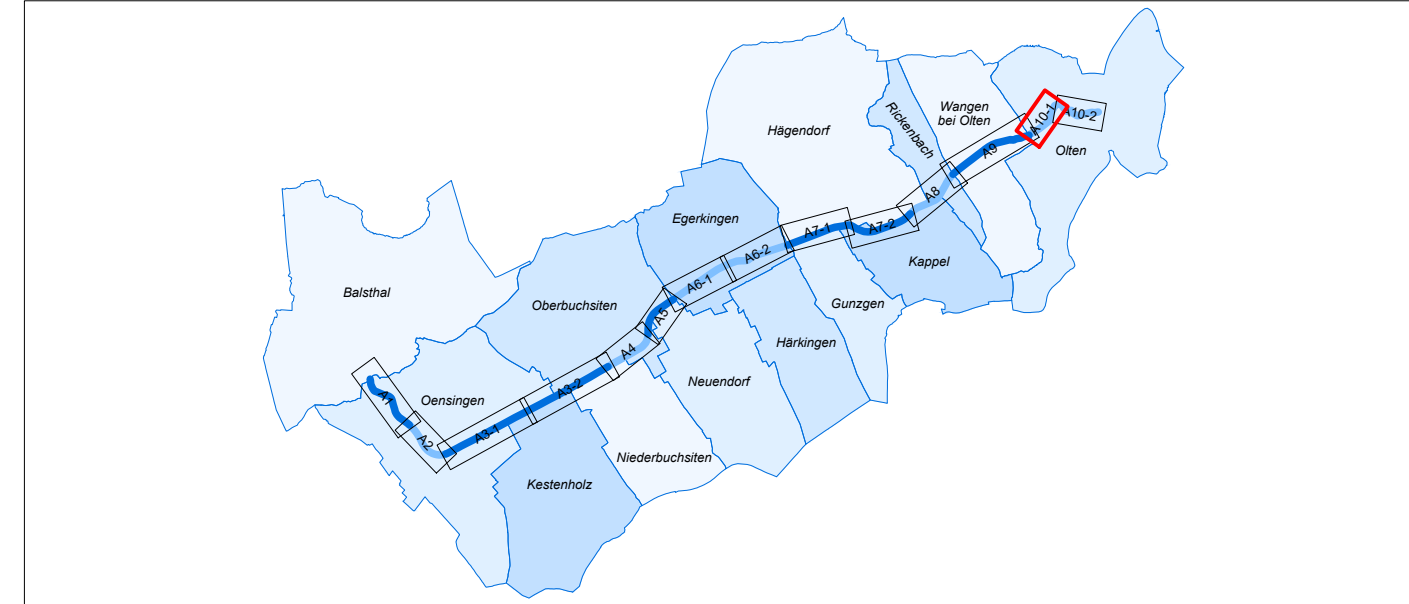 Hägendorf
Rickenbach
Wangen
bei Olten
A10-1
A10-2
Olten
A9
A8
Egerkingen
A7-1
A7-2
A6-2
A6-1
Kappel
Balsthal
Oberbuchsiten
A5
Gunzgen
Härkingen
A4
Neuendorf
A3-2
Oensingen
A1
A2
A3-1
Niederbuchsiten
Kestenholz